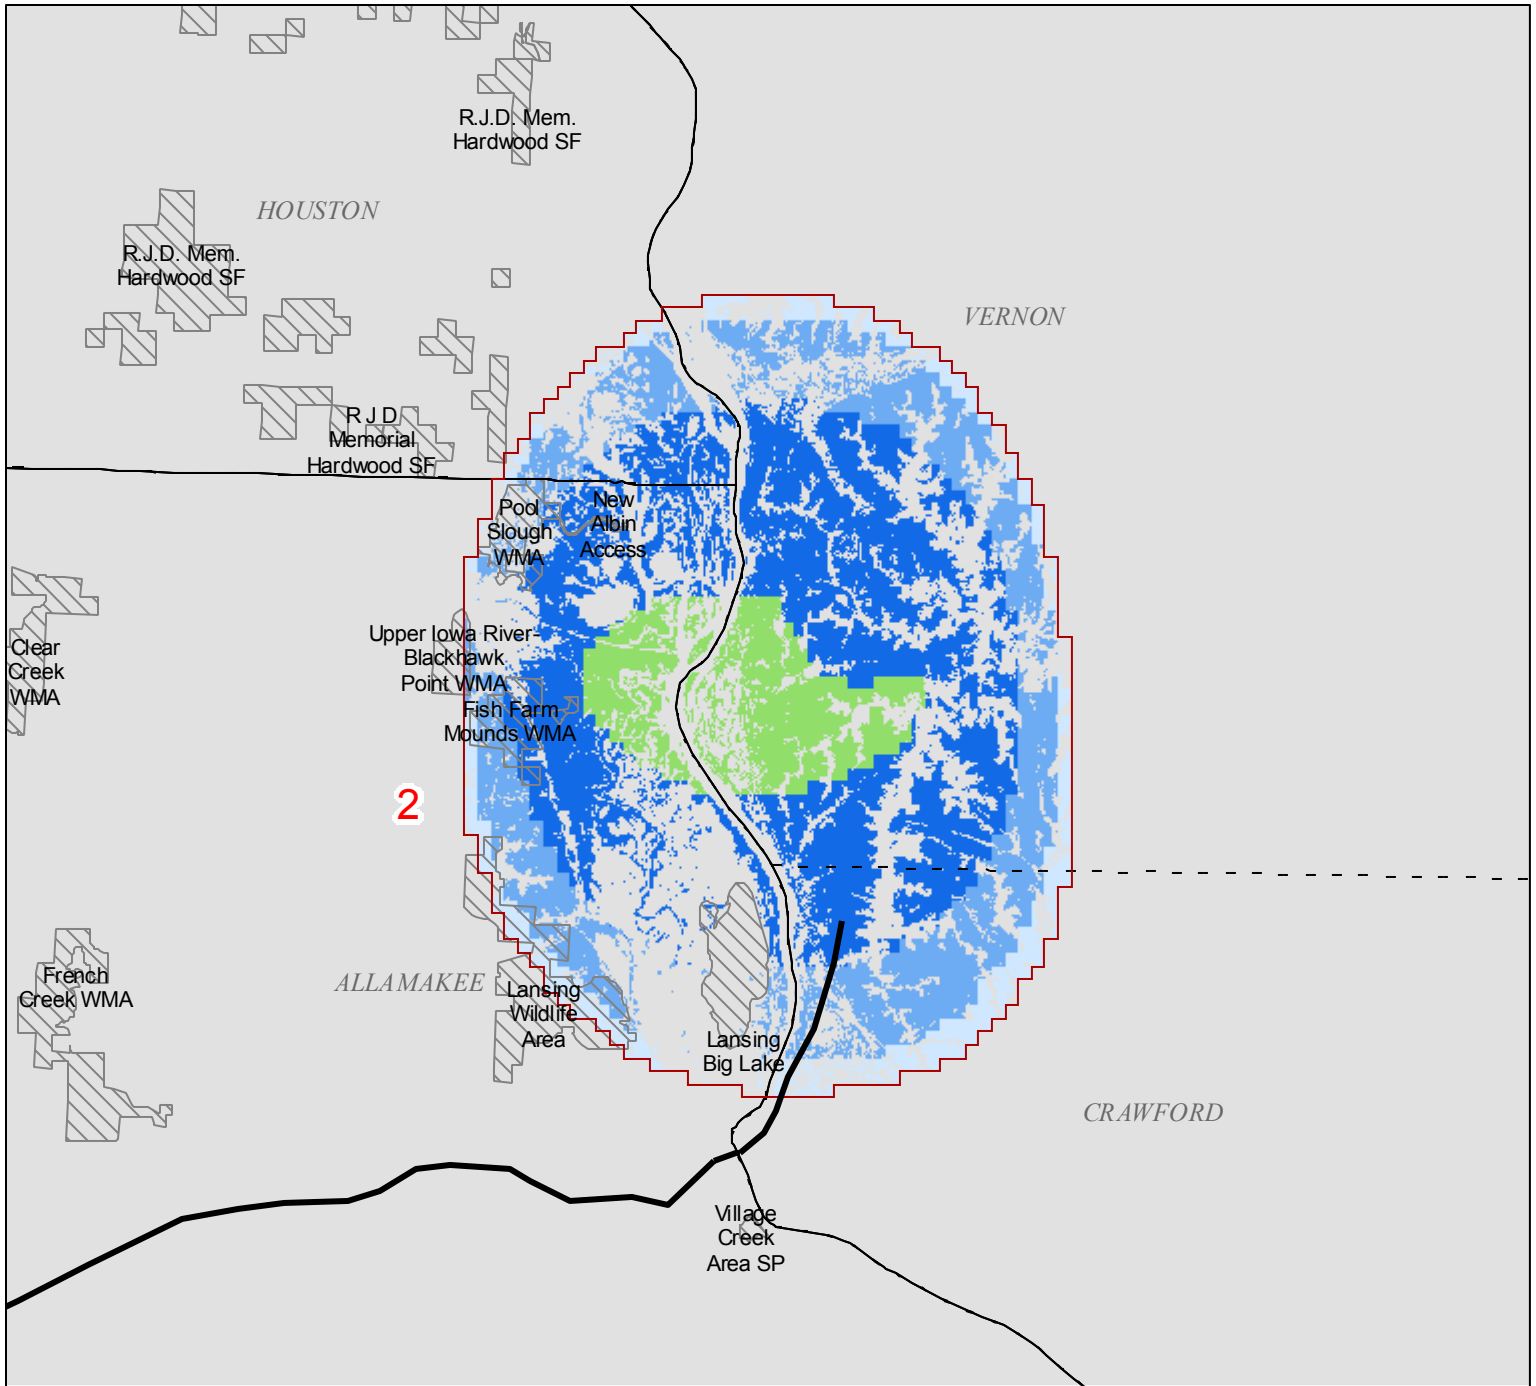 R.J.D. Mem.
Hardwood SF
HOUSTON
R.J.D. Mem.
Hardwood SF
VERNON
R J D
Memorial
Hardwood SF
Pool
Slough
WMA
New
Albin
Access
Upper Iowa River-
Blackhawk
Point WMA
Clear
Creek
WMA
Fish Farm
Mounds WMA
2
French
Creek WMA
ALLAMAKEE
Lansing
Wildlife
Area
Lansing
Big Lake
CRAWFORD
Village
Creek
Area SP